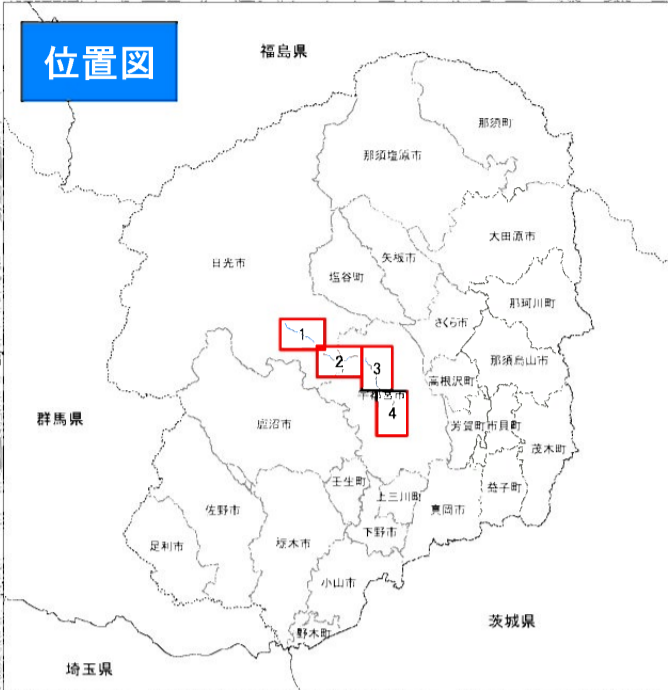 位置図
福島県
那須町
那須塩原市
大田原市
日光市
矢板市
塩谷町
那珂川町
さくら市
1
2
3
那須烏山市
高根沢町
宇都宮市
4
群馬県
鹿沼市
芳賀町
市貝町
茂木町
壬生町
上三川町
益子町
佐野市
真岡市
下野市
足利市
栃木市
小山市
茨城県
野木町
埼玉県